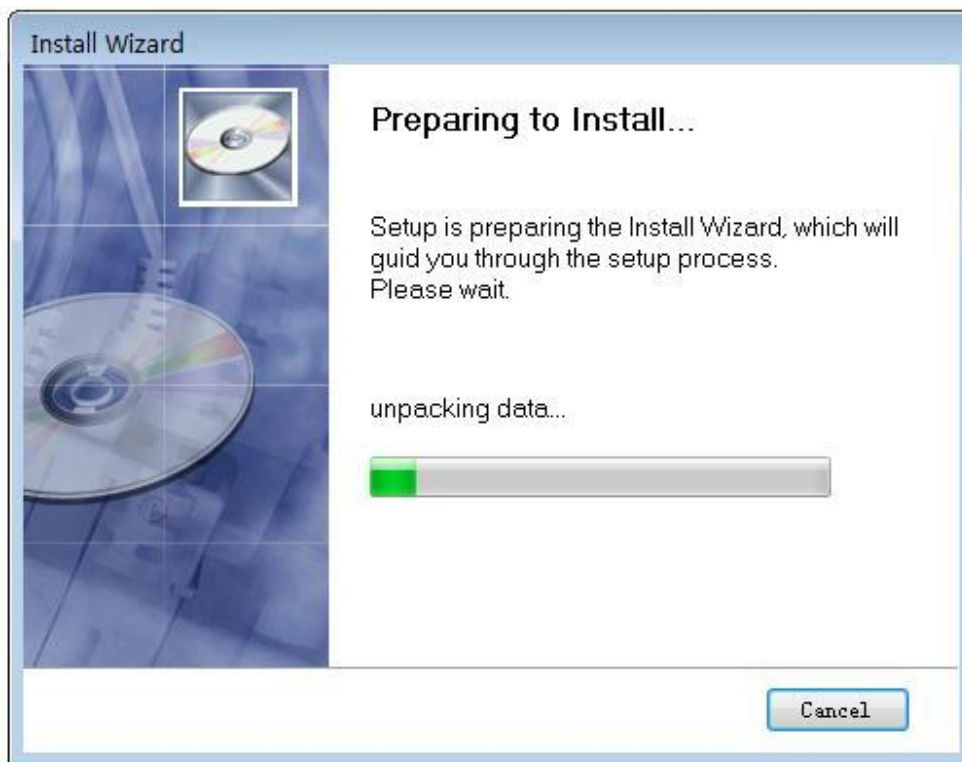 Install Wizard
Preparing to Install...
Setup is preparing the Install Wizard, which will
guid you through the setup process.
Please wait.
unpacking data...
Cancel